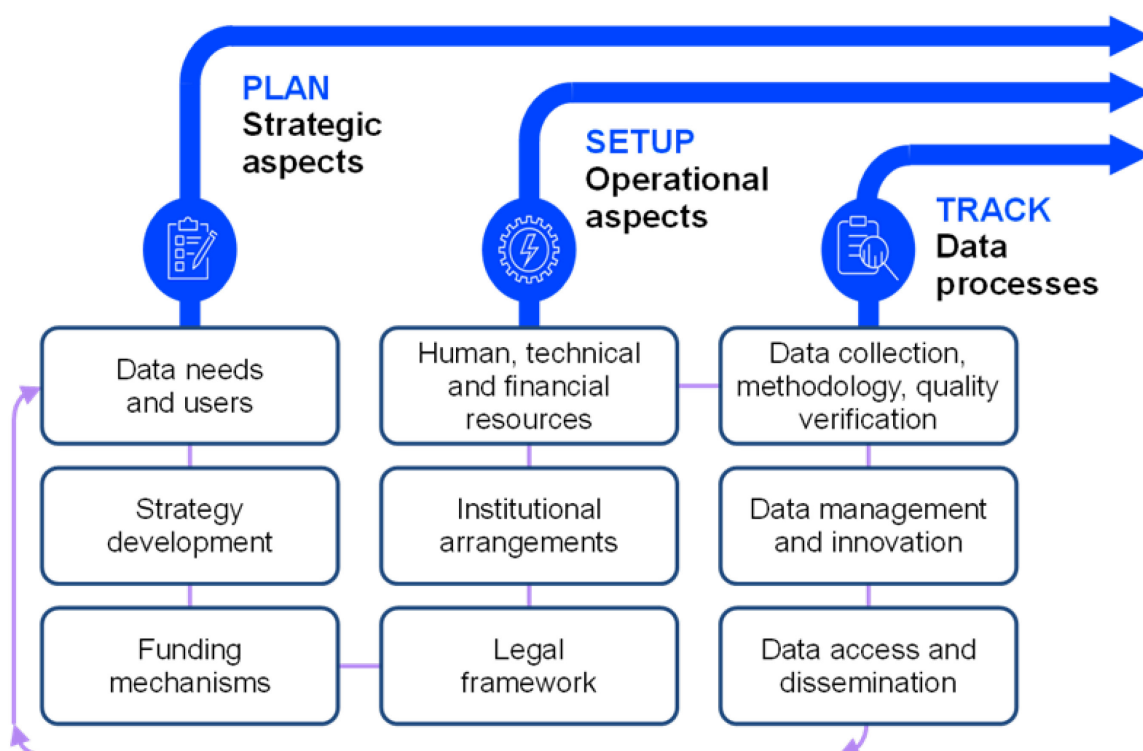 PLAN
Strategic
aspects
SETUP
Operational
aspects
TRACK
Data
processes
Data needs
and users
Strategy
development
Funding
mechanisms
Human, technical
and financial
resources
Institutional
arrangements
Legal
framework
Data collection,
methodology, quality
verification
Data management
and innovation
Data access and
dissemination